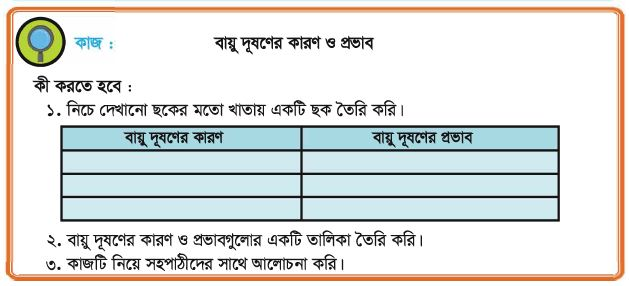 কাজ : বায়ু দূষণের কারণ ও প্রভাব
কী করতে হবে :
১. নিচে দেখানো ছকের মতো খাতায় একটি ছক তৈরি করি।
বায়ু দূষণের কারণ বায়ু দূষণের প্রভাব
২. বায়ু দূষণের কারণ ও প্রভাবগুলোর একটি তালিকা তৈরি করি।
৩. কাজটি নিয়ে সহপাঠীদের সাথে আলোচনা করি।